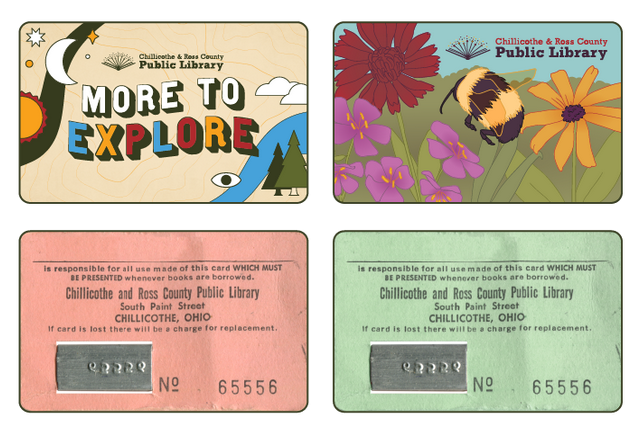 Chillicothe & Ross County
Public Library
MORE TO
EXPLORE
Chillicothe & Ross County
Public Library
is responsible for all use made of this card WHICH MUST
BE PRESENTED whenever books are borrowed.
Chillicothe and Ross County Public Library
South Paint Street
CHILLICOTHE, OHIO
If card is lost there will be a charge for replacement.
Nº 65556
is responsible for all use made of this card WHICH MUST
BE PRESENTED whenever books are borrowed.
Chillicothe and Ross County Public Library
South Paint Street
CHILLICOTHE, OHIO
If card is lost there will be a charge for replacement.
Nº 65556